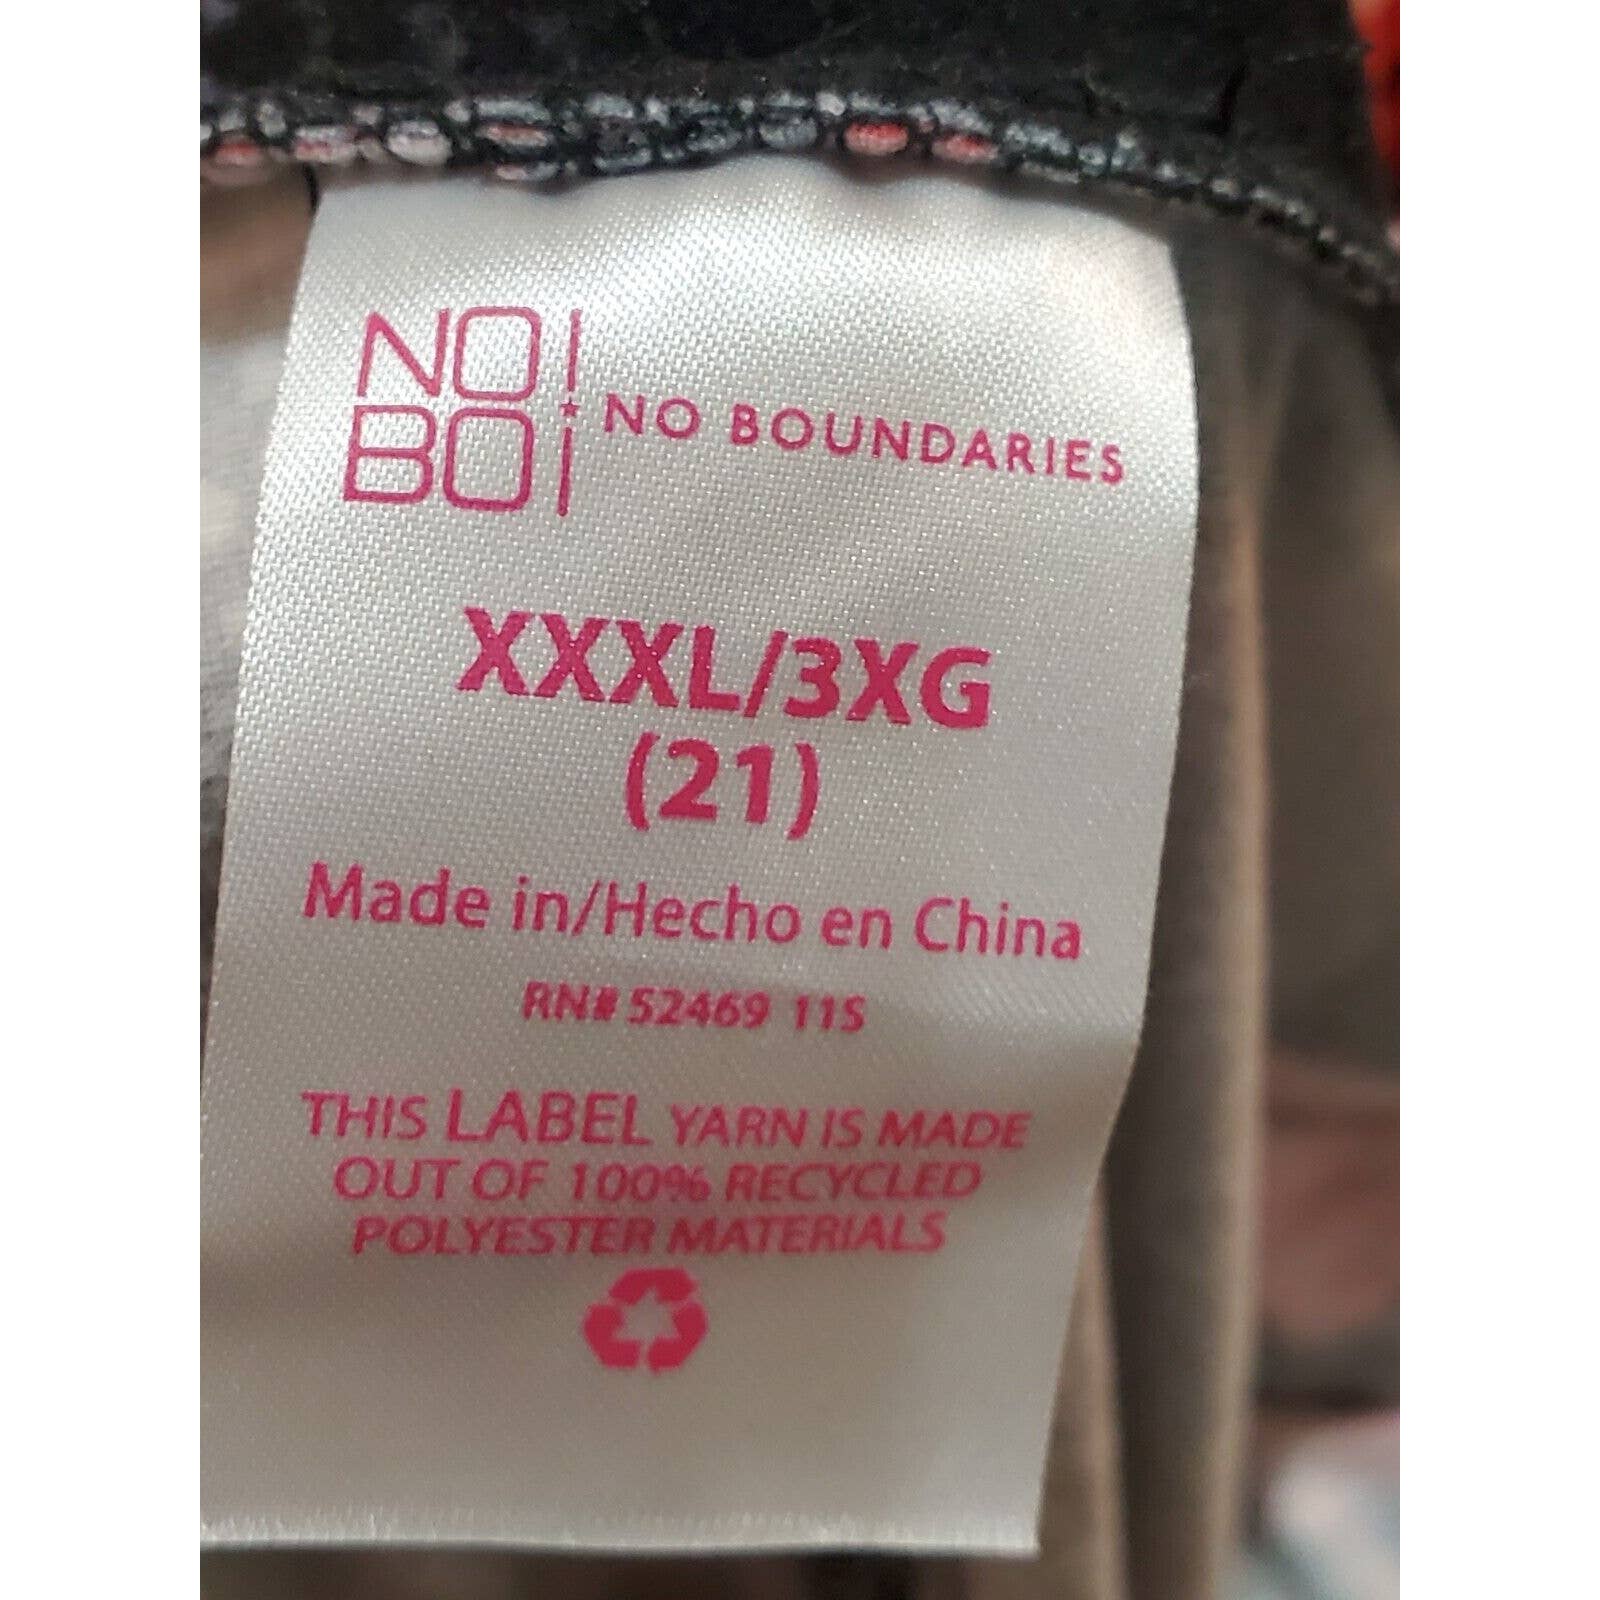 NO
BO
NO BOUNDARIES
XXXL/3XG
(21)
Made in/Hecho en China
RN# 52469 11S
THIS LABEL YARN IS MADE
OUT OF 100% RECYCLED
POLYESTER MATERIALS